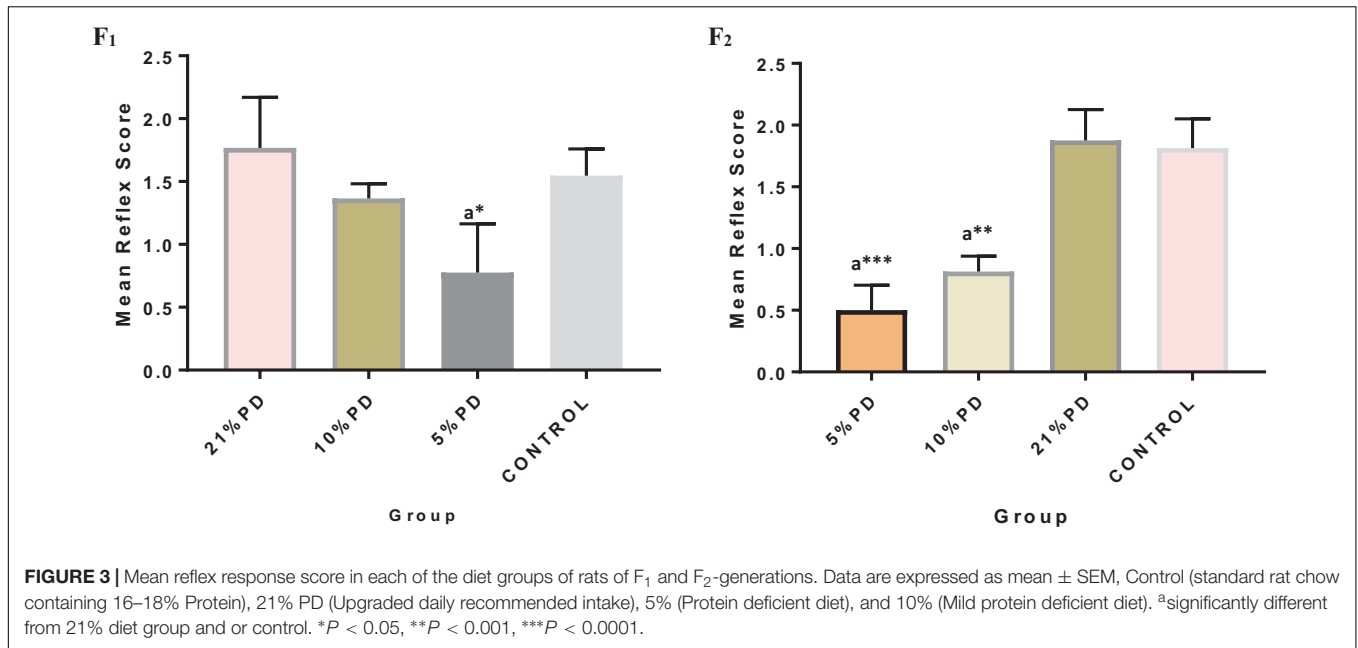 F₁
2.5
2.0
1.5
1.0
0.5
0.0
Mean Reflex Score
a*
21%PD
10%PD
5%PD
CONTROL
Group
F₂
2.5
2.0
1.5
1.0
0.5
0.0
Mean Reflex Score
a***
a**
5%PD
10%PD
21%PD
CONTROL
Group
FIGURE 3 | Mean reflex response score in each of the diet groups of rats of F₁ and F₂-generations. Data are expressed as mean ± SEM, Control (standard rat chow
containing 16–18% Protein), 21% PD (Upgraded daily recommended intake), 5% (Protein deficient diet), and 10% (Mild protein deficient diet). ᵃsignificantly different
from 21% diet group and or control. *P < 0.05, **P < 0.001, ***P < 0.0001.